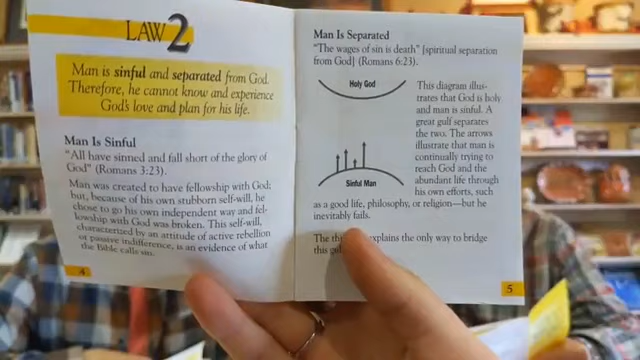 LAW 2
Man is sinful and separated from God.
Therefore, he cannot know and experience
God's love and plan for his life.
Man Is Sinful
"All have sinned and fall short of the glory of
God" (Romans 3:23).
Man was created to have fellowship with God;
but, because of his own stubborn self-will, he
chose to go his own independent way and fel-
lowship with God was broken. This self-will,
characterized by an attitude of active rebellion
or passive indifference, is an evidence of what
the Bible calls sin.
4
Man Is Separated
"The wages of sin is death" [spiritual separation
from God] (Romans 6:23).
Holy God
Sinful Man
This diagram illus-
trates that God is holy
and man is sinful. A
great gulf separates
the two. The arrows
illustrate that man is
continually trying to
reach God and the
abundant life through
his own efforts, such
as a good life, philosophy, or religion—but he
inevitably fails.
The explains the only way to bridge
this
5